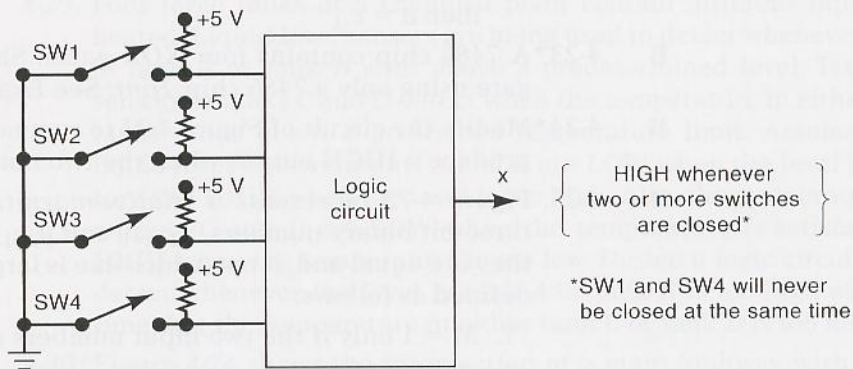 +5 V
SW1
+5 V
SW2
+5 V
SW3
+5 V
SW4
Logic
circuit
x
HIGH whenever
two or more switches
are closed*
*SW1 and SW4 will never
be closed at the same time